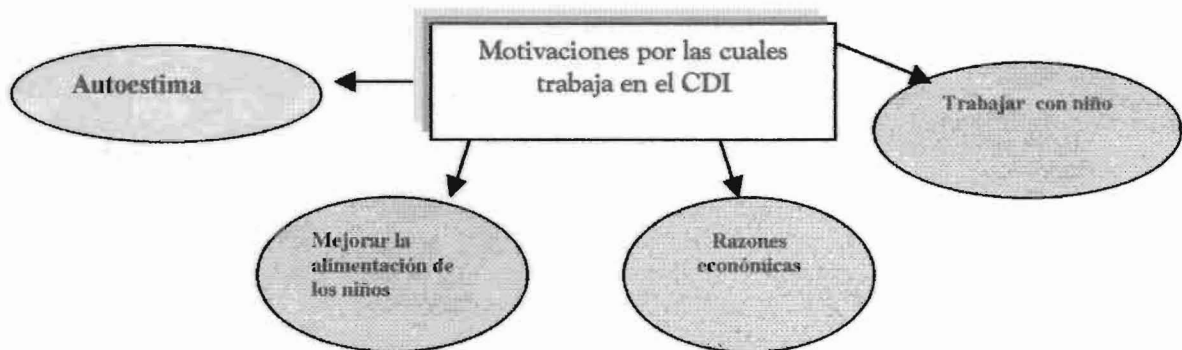 Motivaciones por las cuales
trabaja en el CDI
Autoestima
Trabajar con niño
Mejorar la
alimentación de
los niños
Razones
económicas